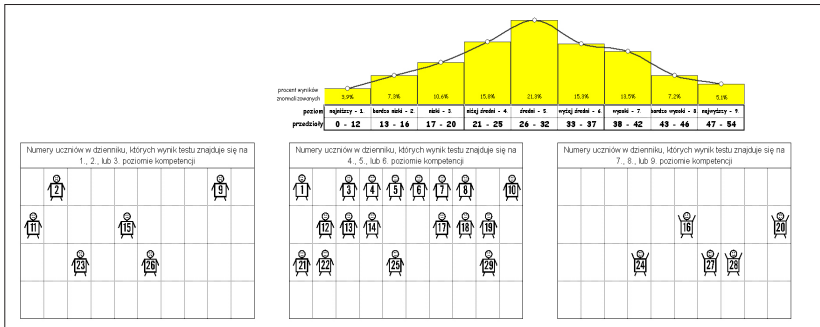 procent wyników
znormalizowanych
3,9% 7,3% 10,6% 15,8% 21,3% 15,3% 13,5% 7,2% 5,1%
poziom najniższy - 1. bardzo niski - 2. niski - 3. niżej średni - 4. średni - 5. wyżej średni - 6. wysoki - 7. bardzo wysoki - 8. najwyższy - 9.
przedziały 0 - 12 13 - 16 17 - 20 21 - 25 26 - 32 33 - 37 38 - 42 43 - 46 47 - 54
Numery uczniów w dzienniku, których wynik testu znajduje się na
1., 2., lub 3. poziomie kompetencji
2 9
11 15
23 26
Numery uczniów w dzienniku, których wynik testu znajduje się na
4., 5., lub 6. poziomie kompetencji
1 3 4 5 6 7 8 10
12 13 14 17 18 19
21 22 25 29
Numery uczniów w dzienniku, których wynik testu znajduje się na
7., 8., lub 9. poziomie kompetencji
16 20
24 27 28